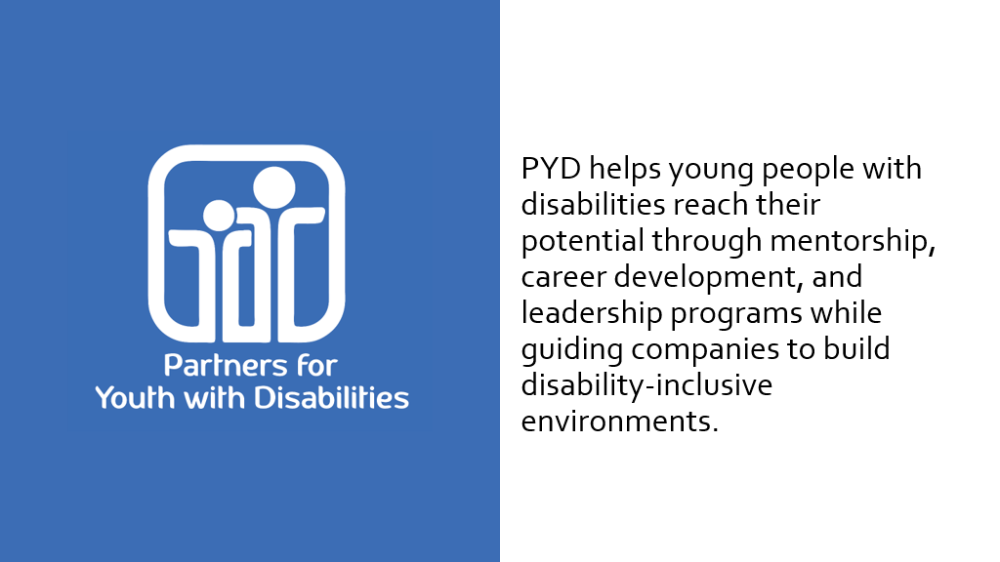 Partners for
Youth with Disabilities
PYD helps young people with
disabilities reach their
potential through mentorship,
career development, and
leadership programs while
guiding companies to build
disability-inclusive
environments.